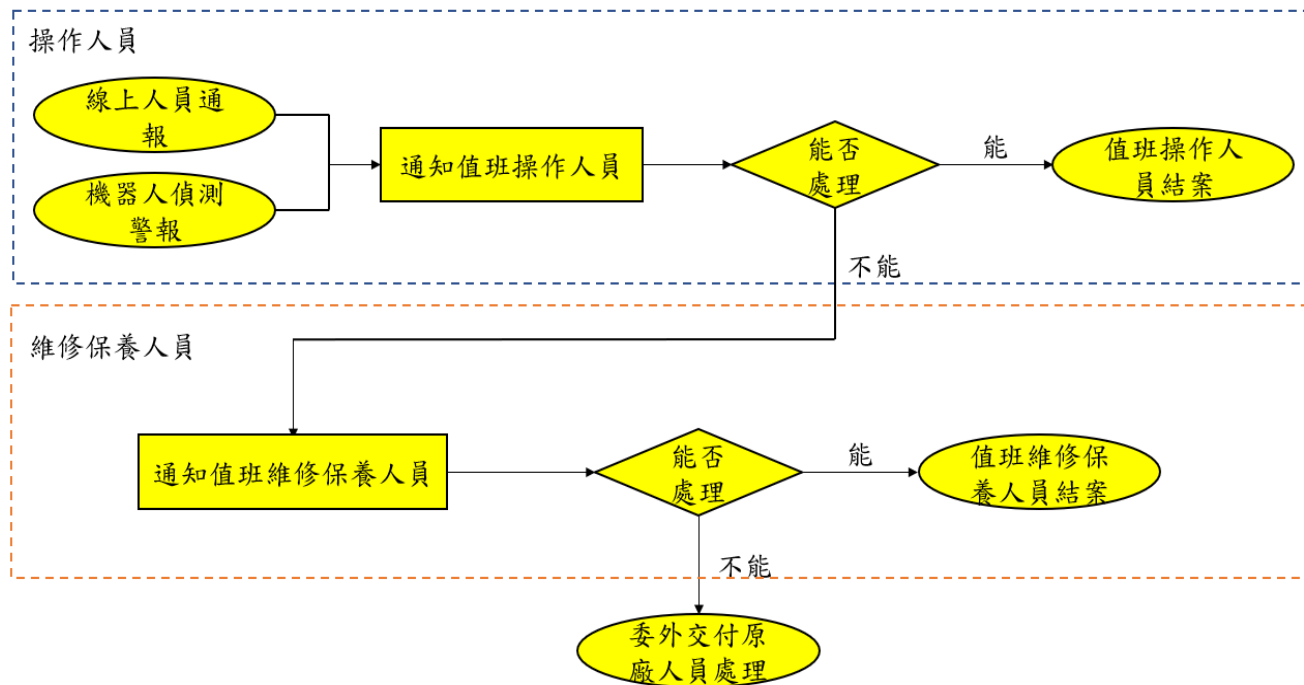 操作人員
線上人員通
報
機器人偵測
警報
通知值班操作人員
能否
處理
能
值班操作人
員結案
不能
維修保養人員
通知值班維修保養人員
能否
處理
能
值班維修保
養人員結案
不能
委外交付原
廠人員處理